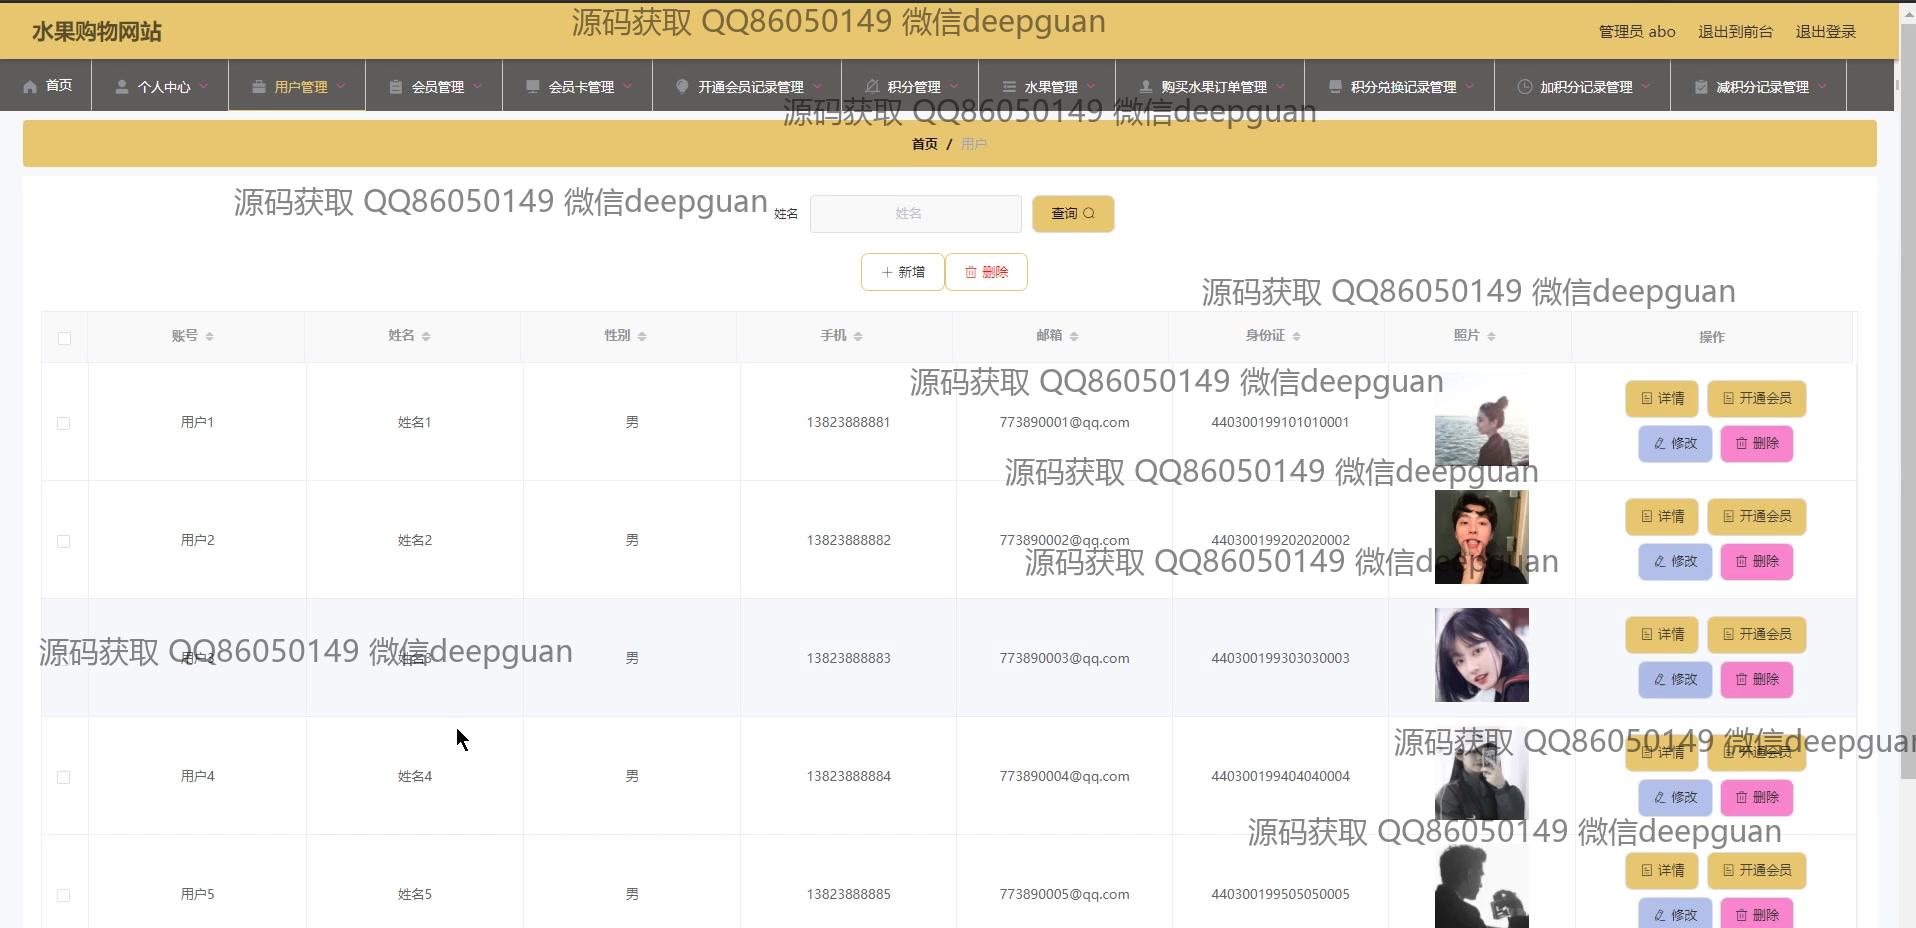 源码获取 QQ86050149 微信deepguan
水果购物网站
管理员 abo 退出到前台 退出登录
首页 个人中心 用户管理 会员管理 会员卡管理 开通会员记录管理 积分管理 水果管理 购买水果订单管理 积分兑换记录管理 加积分记录管理 减积分记录管理
源码获取 QQ86050149 微信deepguan
首页 / 用户
源码获取 QQ86050149 微信deepguan
姓名 姓名 查询
新增 删除
源码获取 QQ86050149 微信deepguan
账号 姓名 性别 手机 邮箱 身份证 照片 操作
源码获取 QQ86050149 微信deepguan
详情 开通会员
用户1 姓名1 男 13823888881 773890001@qq.com 440300199101010001
修改 删除
源码获取 QQ86050149 微信deepguan
详情 开通会员
用户2 姓名2 男 13823888882 773890002@qq.com 440300199202020002
修改 删除
源码获取 QQ86050149 微信deepguan
详情 开通会员
源码获取 QQ86050149 微信deepguan
用户3 姓名3 男 13823888883 773890003@qq.com 440300199303030003
修改 删除
源码获取 QQ86050149 微信deepguan
详情 开通会员
用户4 姓名4 男 13823888884 773890004@qq.com 440300199404040004
修改 删除
源码获取 QQ86050149 微信deepguan
详情 开通会员
用户5 姓名5 男 13823888885 773890005@qq.com 440300199505050005
修改 删除